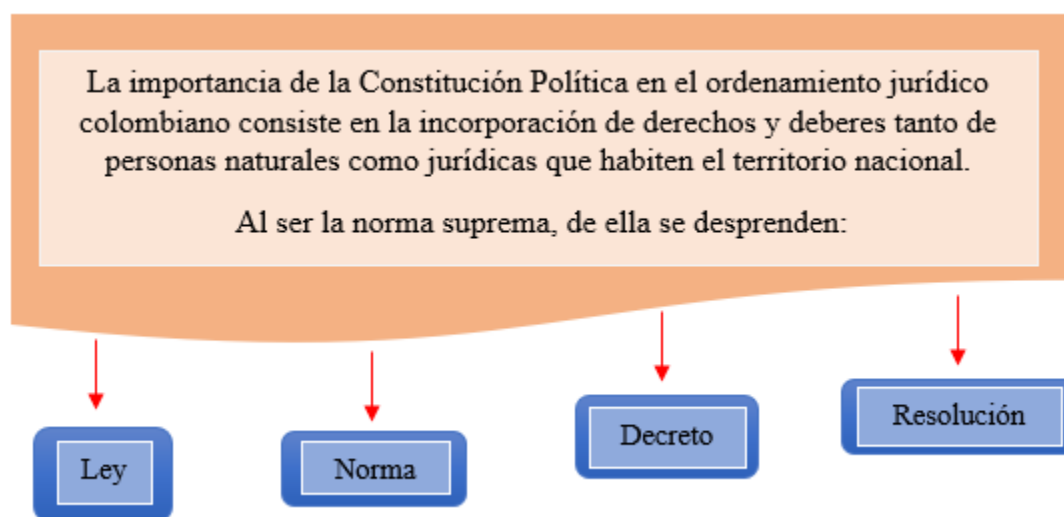 La importancia de la Constitución Política en el ordenamiento jurídico
colombiano consiste en la incorporación de derechos y deberes tanto de
personas naturales como jurídicas que habiten el territorio nacional.
Al ser la norma suprema, de ella se desprenden:
Ley
Norma
Decreto
Resolución